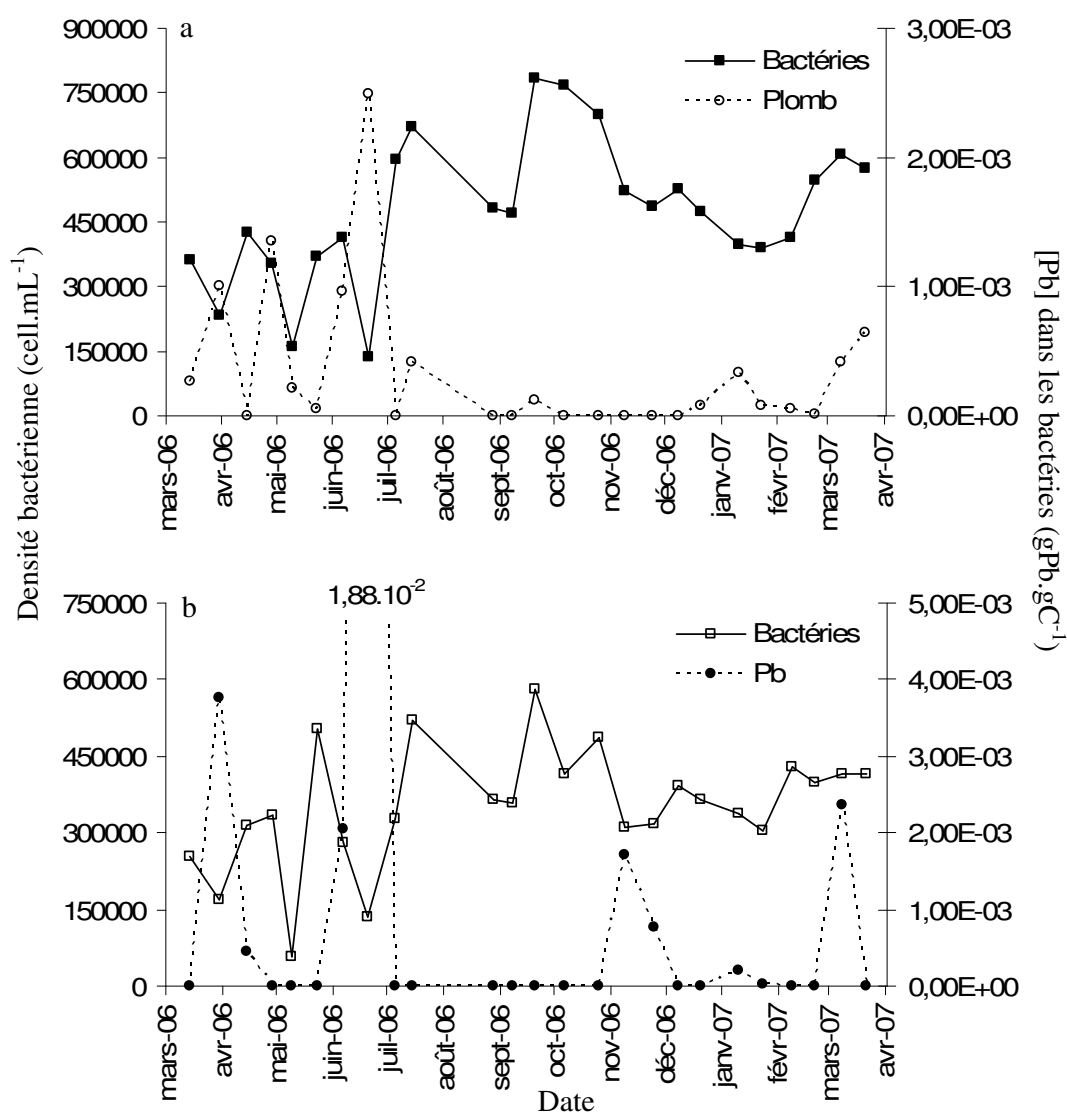 a
Bactéries
Plomb
900000
750000
600000
450000
300000
150000
0
3,00E-03
2,00E-03
1,00E-03
0,00E+00
mars-06
avr-06
mai-06
juin-06
juil-06
août-06
sept-06
oct-06
nov-06
déc-06
janv-07
févr-07
mars-07
avr-07
Densité bactérienne (cell.mL⁻¹)
[Pb] dans les bactéries (gPb.gC⁻¹)
b
1,88.10⁻²
Bactéries
Pb
750000
600000
450000
300000
150000
0
5,00E-03
4,00E-03
3,00E-03
2,00E-03
1,00E-03
0,00E+00
mars-06
avr-06
mai-06
juin-06
juil-06
août-06
sept-06
oct-06
nov-06
déc-06
janv-07
févr-07
mars-07
avr-07
Date